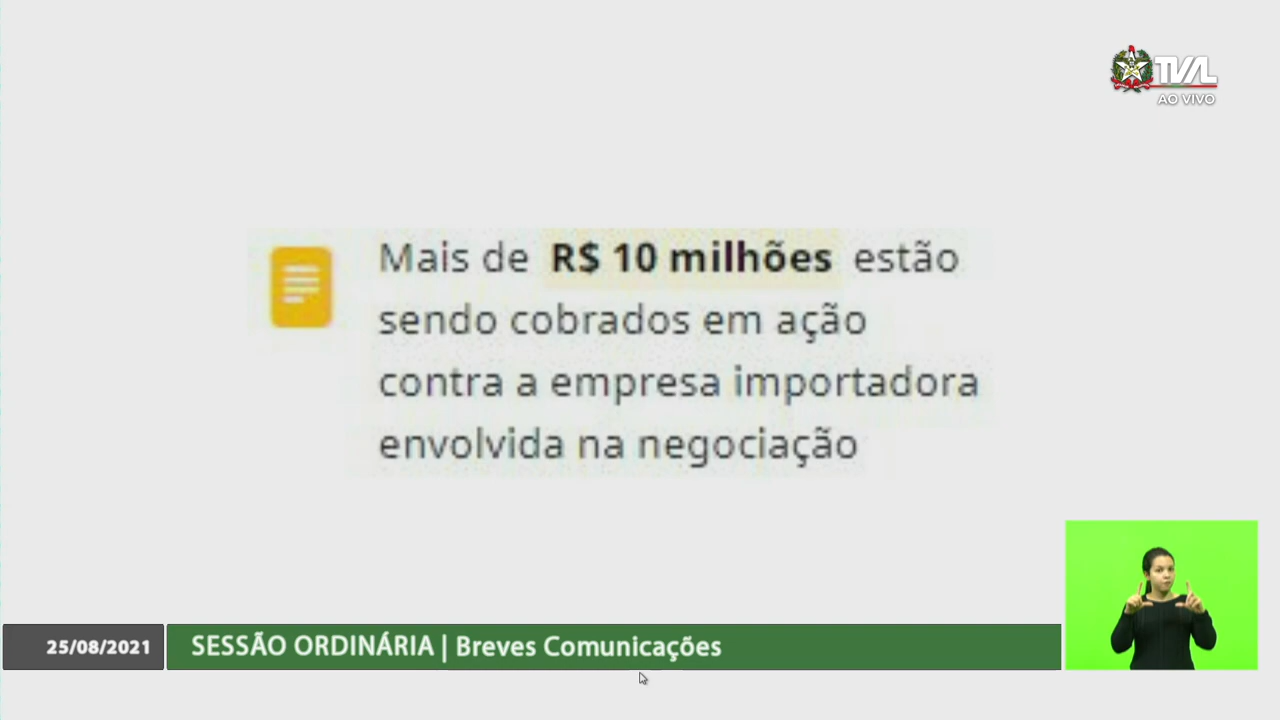 TVAL
AO VIVO
Mais de R$ 10 milhões estão
sendo cobrados em ação
contra a empresa importadora
envolvida na negociação
25/08/2021
SESSÃO ORDINÁRIA | Breves Comunicações